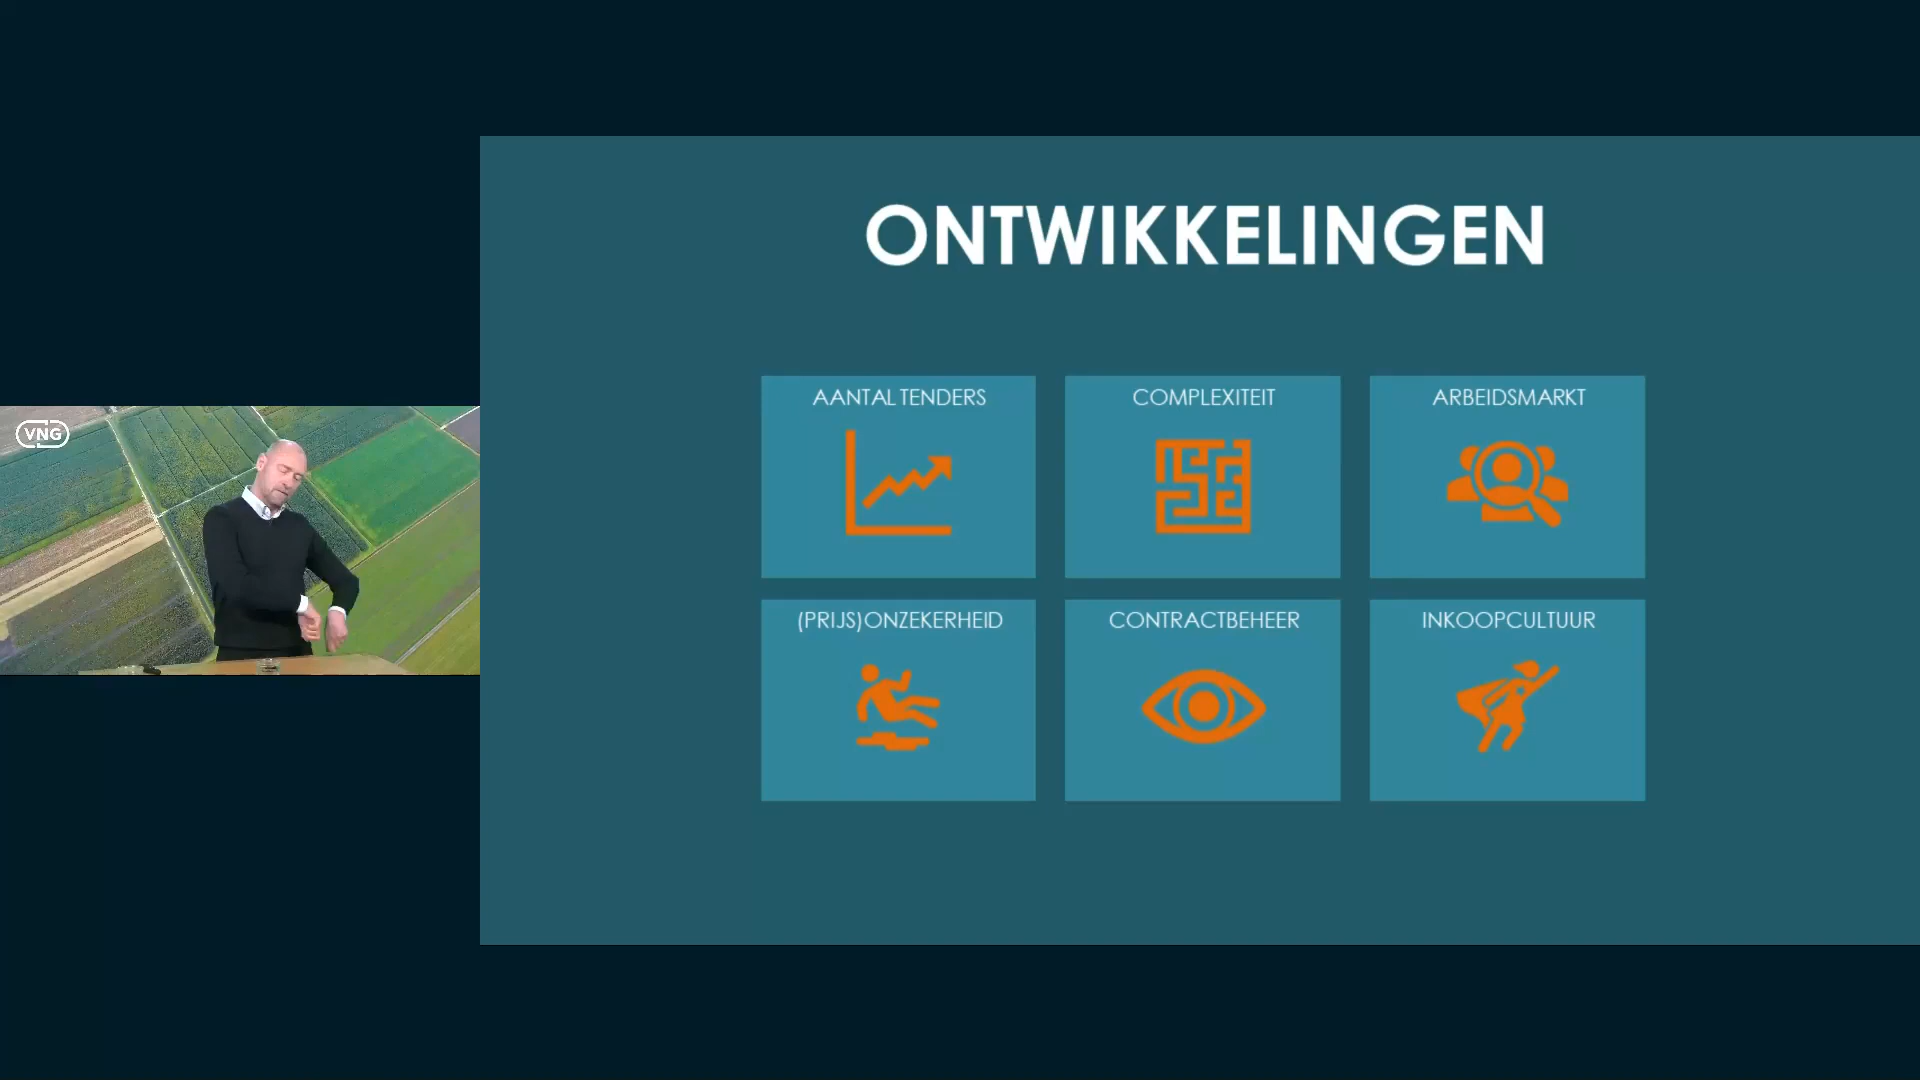 ONTWIKKELINGEN
AANTAL TENDERS
COMPLEXITEIT
ARBEIDSMARKT
(PRIJS)ONZEKERHEID
CONTRACTBEHEER
INKOOPCULTUUR
VNG